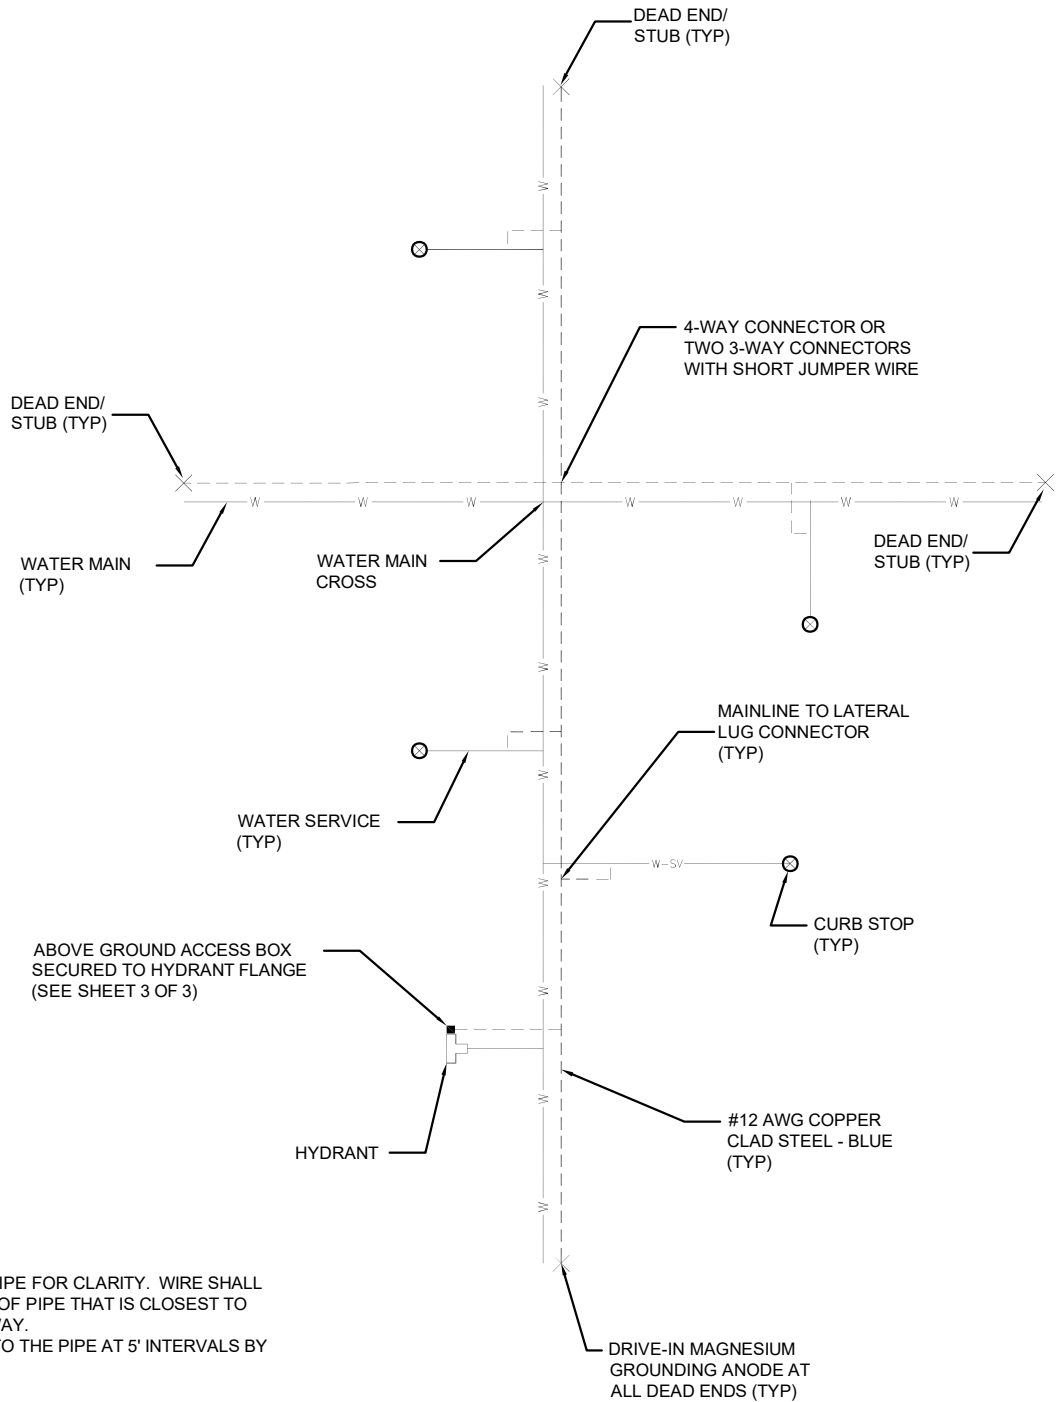 DEAD END/
STUB (TYP)
W
W
4-WAY CONNECTOR OR
TWO 3-WAY CONNECTORS
WITH SHORT JUMPER WIRE
W
DEAD END/
STUB (TYP)
W W W W W W W
WATER MAIN
(TYP)
WATER MAIN
CROSS
DEAD END/
STUB (TYP)
W
W
MAINLINE TO LATERAL
LUG CONNECTOR
(TYP)
W
WATER SERVICE
(TYP)
W-SV
W
CURB STOP
(TYP)
ABOVE GROUND ACCESS BOX
SECURED TO HYDRANT FLANGE
(SEE SHEET 3 OF 3)
W
W
#12 AWG COPPER
CLAD STEEL - BLUE
(TYP)
HYDRANT
W
IPE FOR CLARITY. WIRE SHALL
OF PIPE THAT IS CLOSEST TO
WAY.
TO THE PIPE AT 5' INTERVALS BY
DRIVE-IN MAGNESIUM
GROUNDING ANODE AT
ALL DEAD ENDS (TYP)